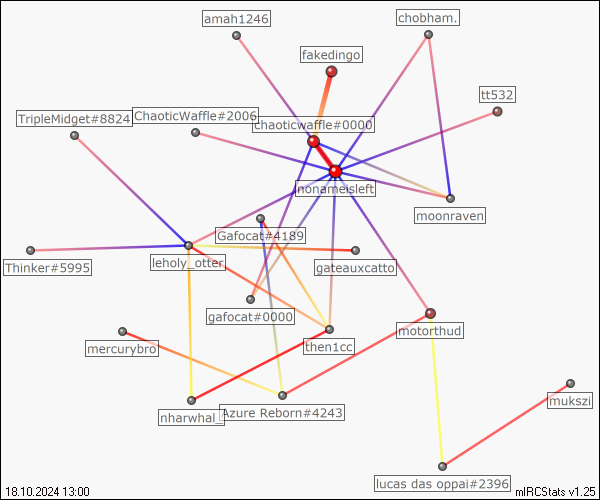 amah1246
chobham.
fakedingo
tt532
TripleMidget#8824
ChaoticWaffle#2006
chaoticwaffle#0000
nonameisleft
moonraven
Gafocat#4189
Thinker#5995
leholy_otter
gateauxcatto
gafocat#0000
motorthud
mercurybro
then1cc
nharwhal_
Azure Reborn#4243
mukszi
lucas das oppai#2396
18.10.2024 13:00
mIRCStats v1.25